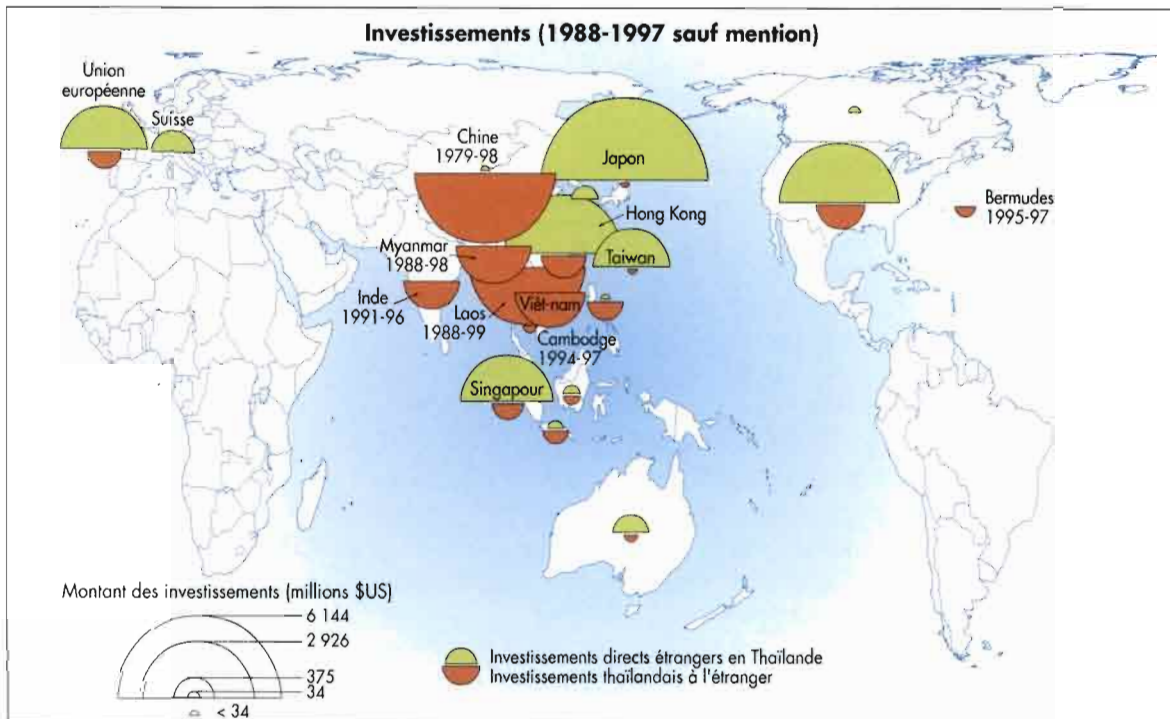 Investissements (1988-1997 sauf mention)
Union
européenne
Suisse
Chine
1979-98
Japon
Hong Kong
Bermudes
1995-97
Myanmar
1988-98
Taiwan
Inde
1991-96
Laos
1988-99
Viêt-nam
Cambodge
1994-97
Singapour
Montant des investissements (millions $US)
6 144
2 926
375
34
< 34
Investissements directs étrangers en Thaïlande
Investissements thaïlandais à l'étranger